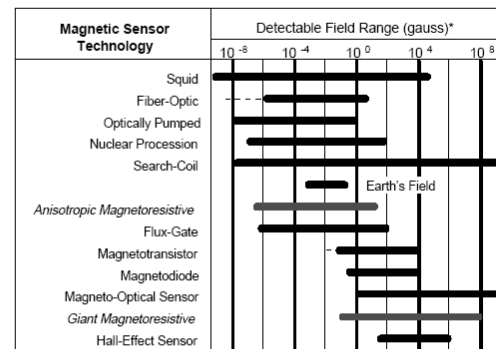 Magnetic Sensor
Technology
Detectable Field Range (gauss)*
10 -8 10 -4 10 0 10 4 10 8
Squid
Fiber-Optic
Optically Pumped
Nuclear Procession
Search-Coil
Earth's Field
Anisotropic Magnetoresistive
Flux-Gate
Magnetotransistor
Magnetodiode
Magneto-Optical Sensor
Giant Magnetoresistive
Hall-Effect Sensor